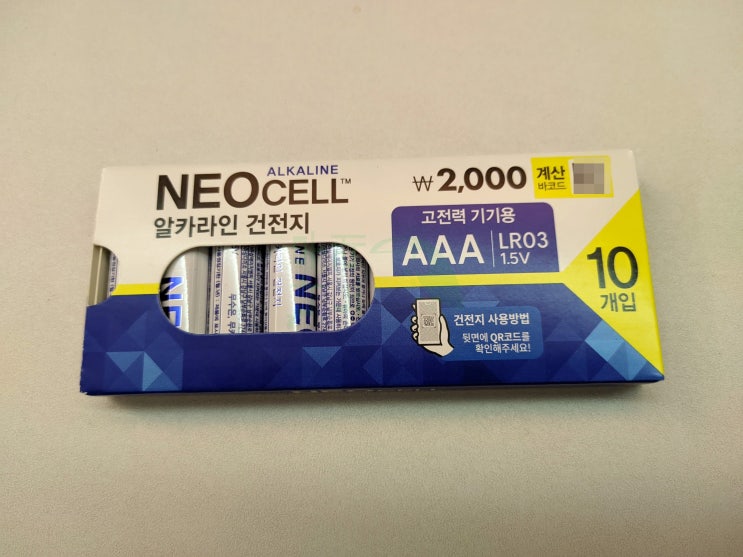 ALKALINE
NEOCELL™
알카라인 건전지
₩2,000
계산
바코드
고전력 기기용
AAA
LR03
1.5V
10
개입
건전지 사용방법
뒷면에 QR코드를
확인해주세요!
NE
NE